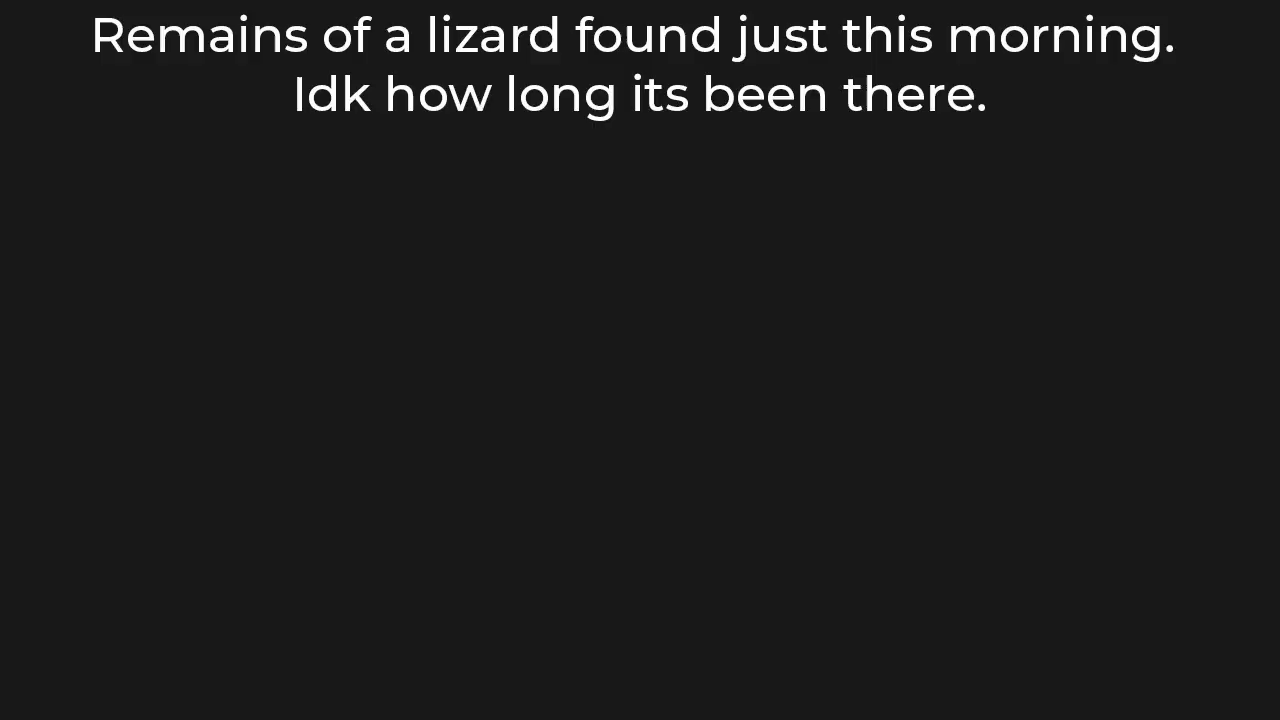 Remains of a lizard found just this morning.
Idk how long its been there.